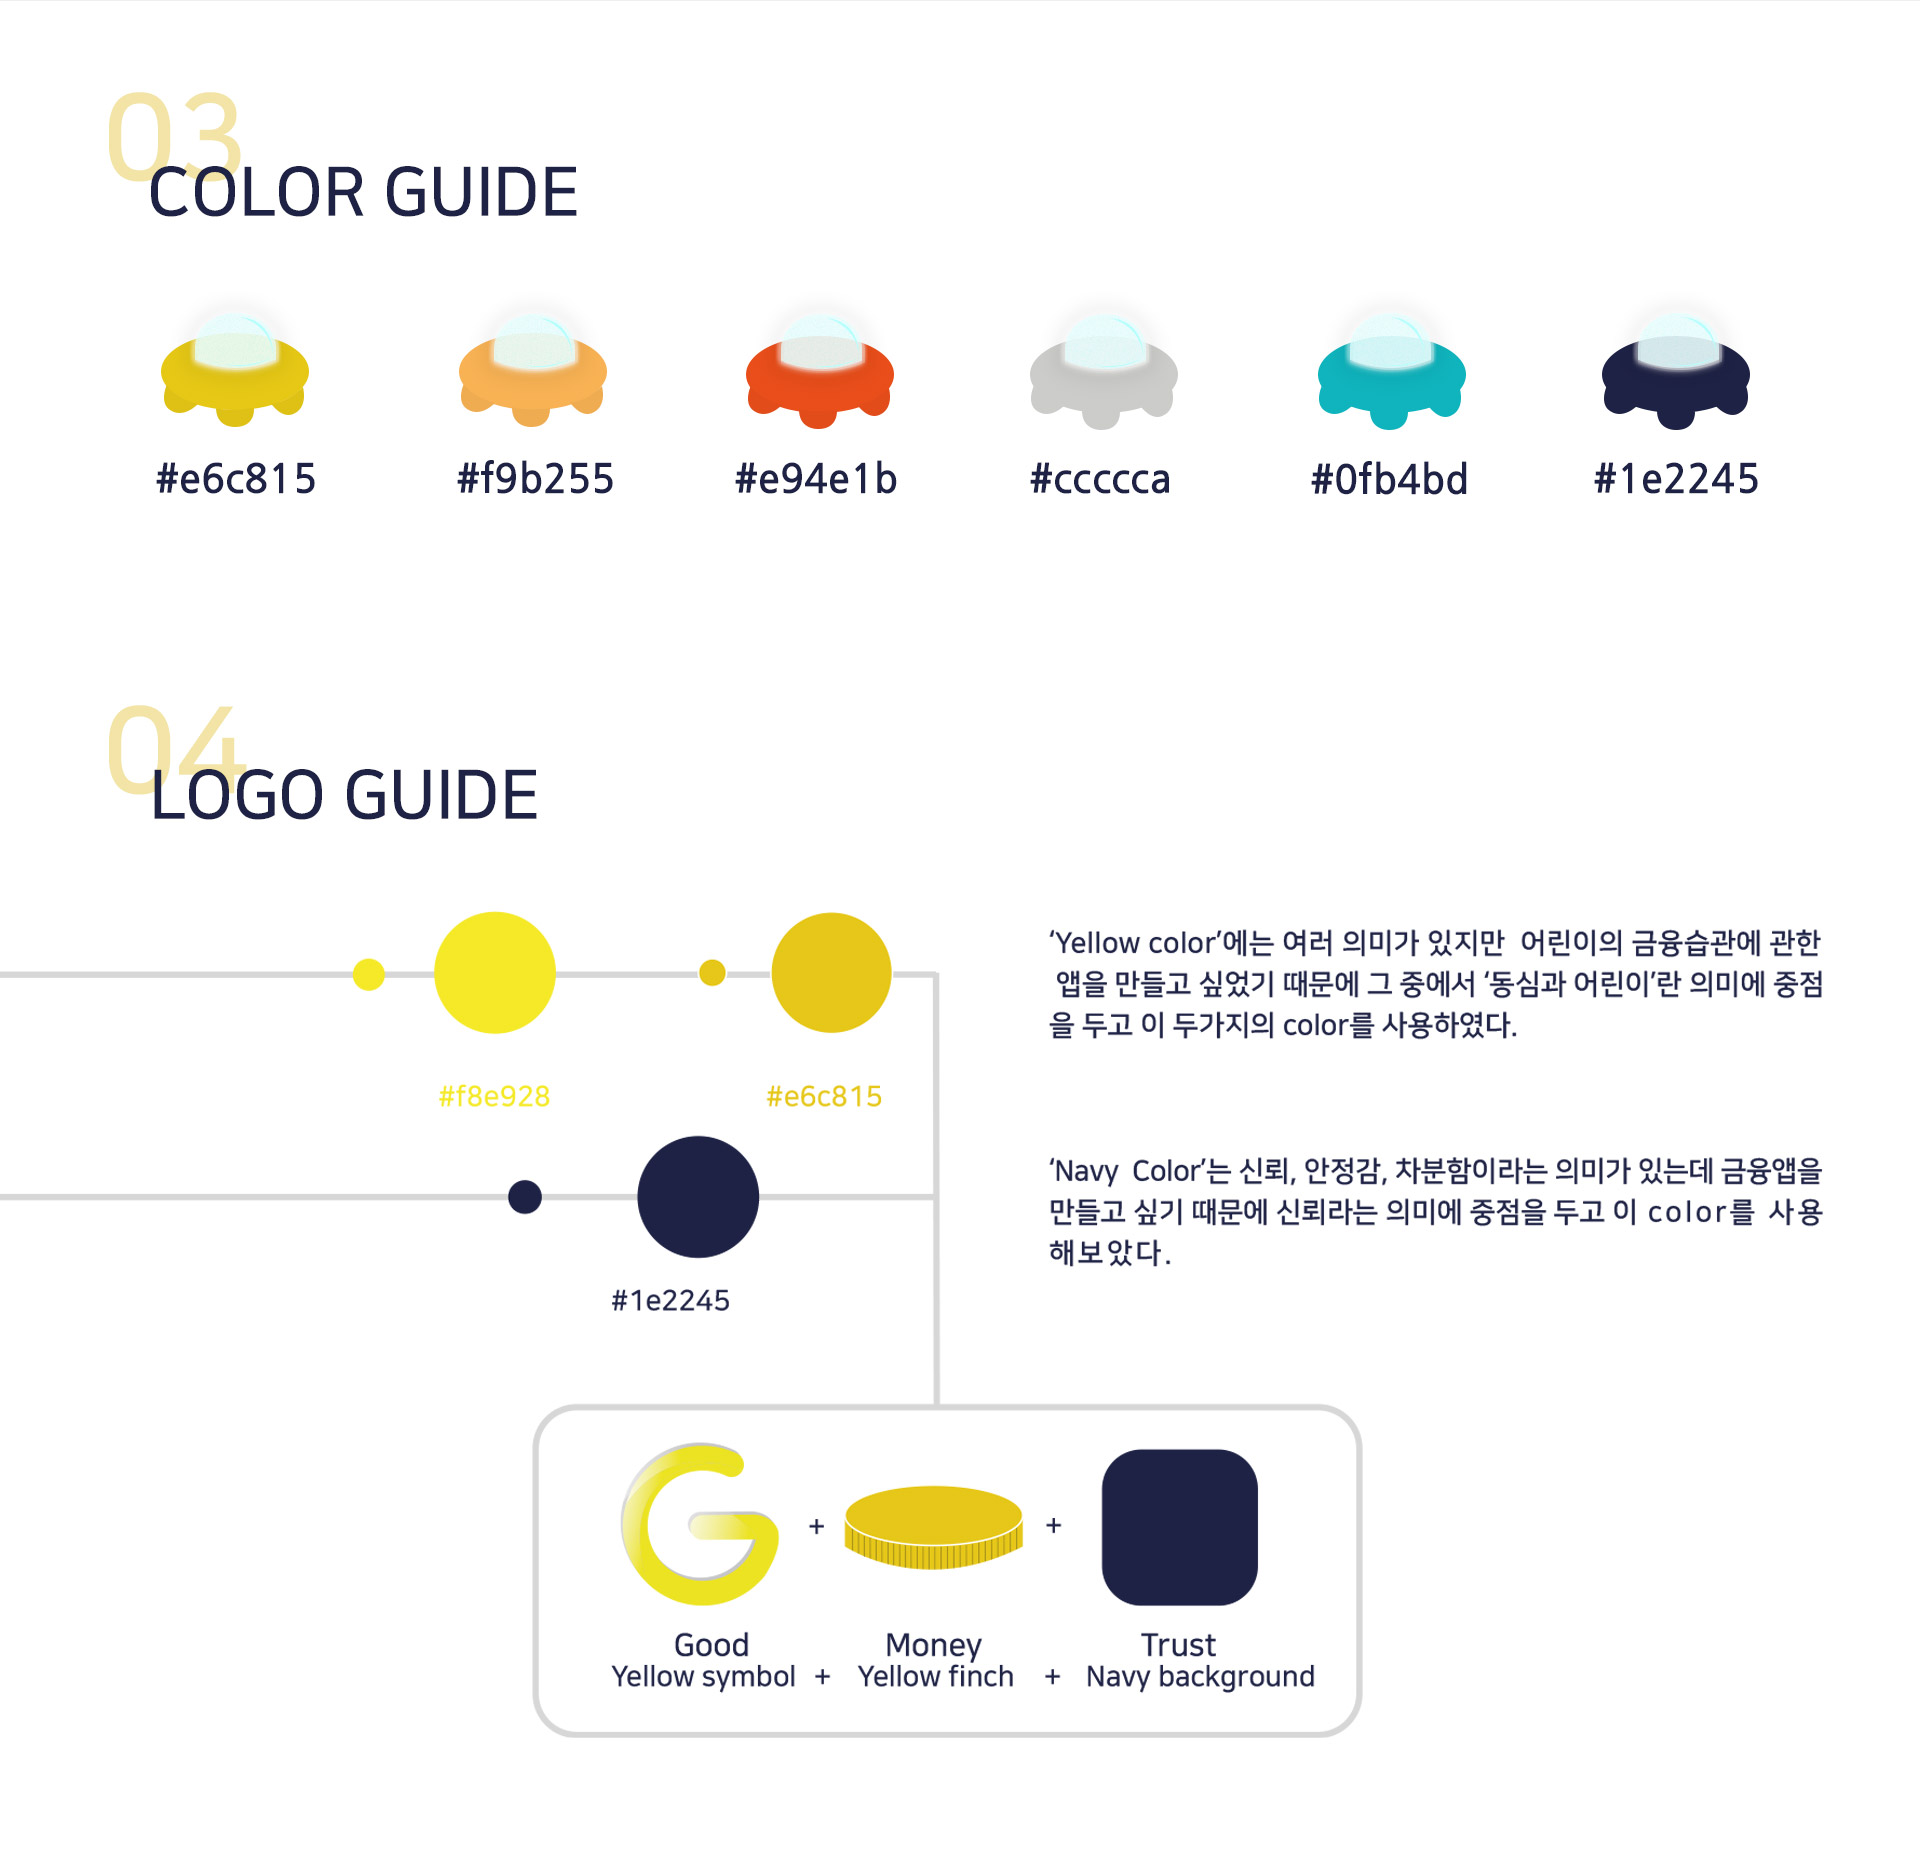 03
COLOR GUIDE
#e6c815 #f9b255 #e94e1b #ccccca #0fb4bd #1e2245
04
LOGO GUIDE
‘Yellow color’에는 여러 의미가 있지만 어린이의 금융습관에 관한
앱을 만들고 싶었기 때문에 그 중에서 ‘동심과 어린이’란 의미에 중점
을 두고 이 두가지의 color를 사용하였다.
#f8e928 #e6c815
‘Navy Color’는 신뢰, 안정감, 차분함이라는 의미가 있는데 금융앱을
만들고 싶기 때문에 신뢰라는 의미에 중점을 두고 이 color를 사용
해보았다.
#1e2245
G + +
Good Money Trust
Yellow symbol + Yellow finch + Navy background